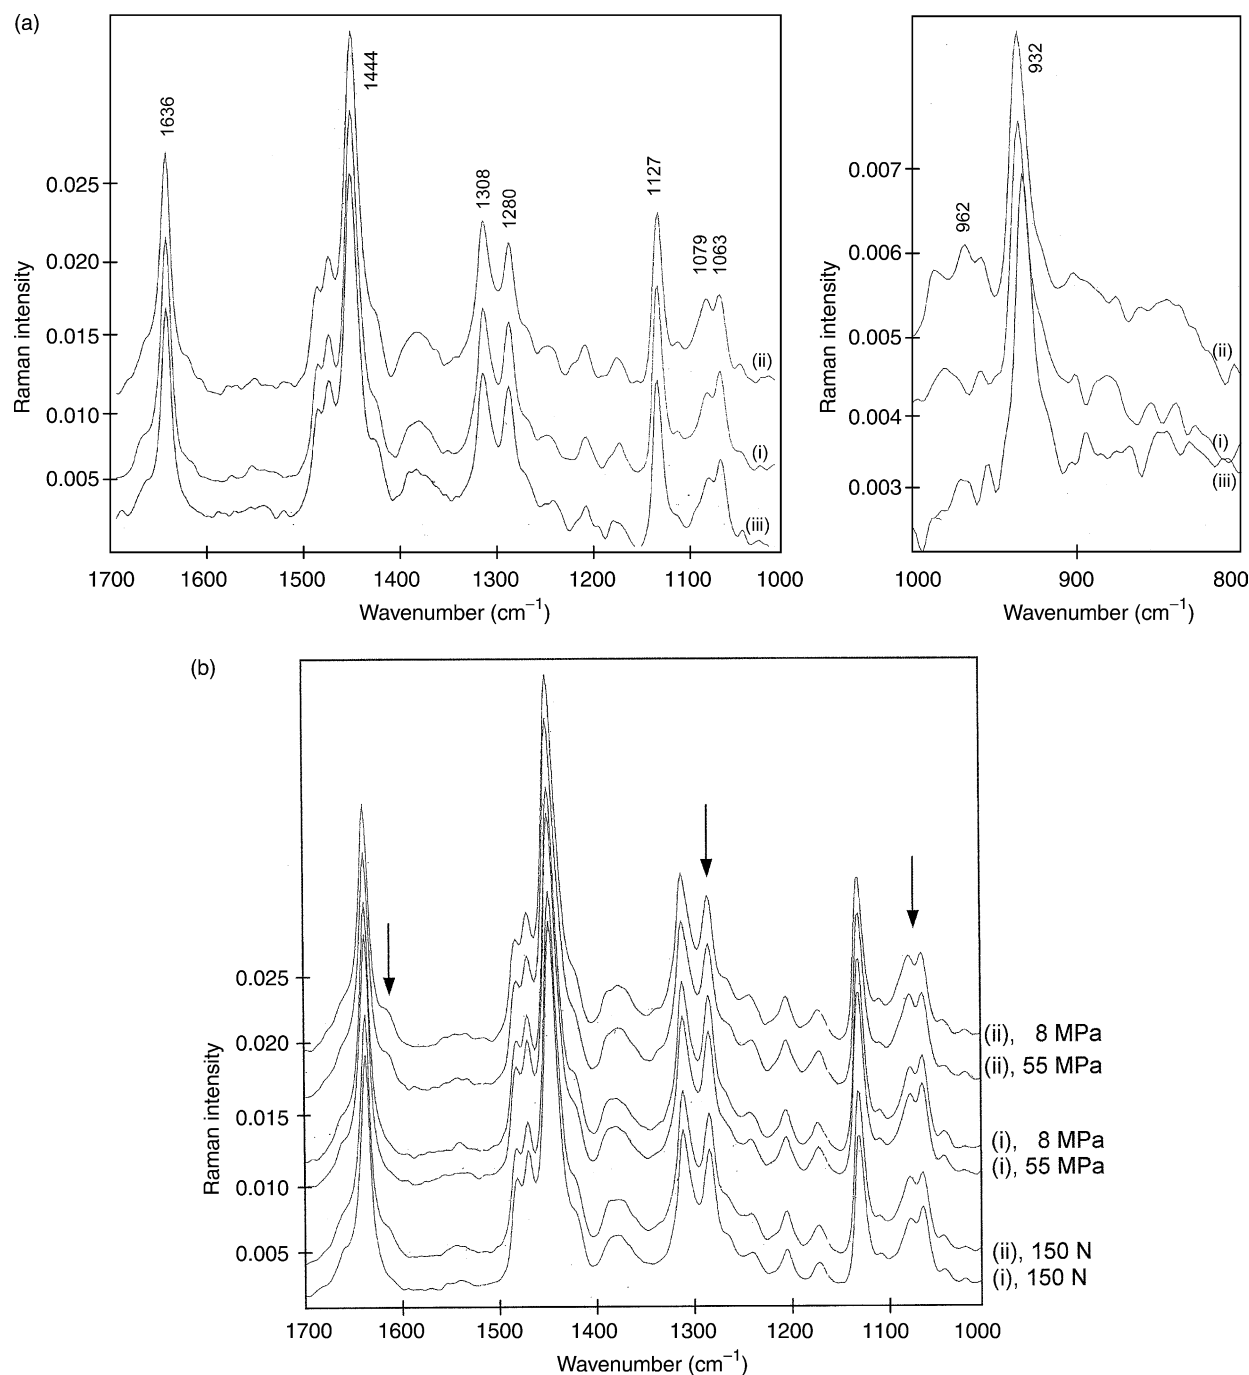 (a)
1636
1444
1308
1280
1127
1079
1063
0.025
0.020
0.015
0.010
0.005
Raman intensity
(ii)
(i)
(iii)
1700 1600 1500 1400 1300 1200 1100 1000
Wavenumber (cm⁻¹)
932
962
0.007
0.006
0.005
0.004
0.003
Raman intensity
(ii)
(i)
(iii)
1000 900 800
Wavenumber (cm⁻¹)
(b)
0.025
0.020
0.015
0.010
0.005
Raman intensity
(ii), 8 MPa
(ii), 55 MPa
(i), 8 MPa
(i), 55 MPa
(ii), 150 N
(i), 150 N
1700 1600 1500 1400 1300 1200 1100 1000
Wavenumber (cm⁻¹)